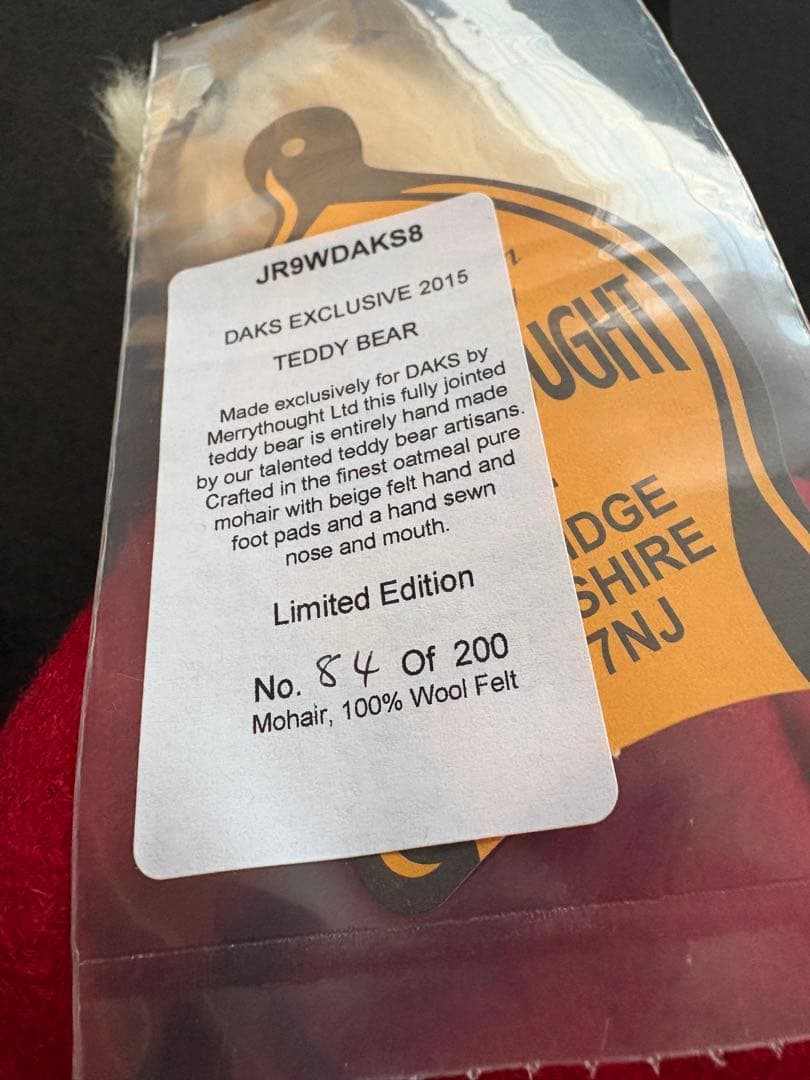 JR9WDAKS8
DAKS EXCLUSIVE 2015
TEDDY BEAR
Made exclusively for DAKS by
Merrythought Ltd this fully jointed
teddy bear is entirely hand made
by our talented teddy bear artisans.
Crafted in the finest oatmeal pure
mohair with beige felt hand and
foot pads and a hand sewn
nose and mouth.
Limited Edition
No. 84 Of 200
Mohair, 100% Wool Felt
UGHT
IDGE
SHIRE
7NJ